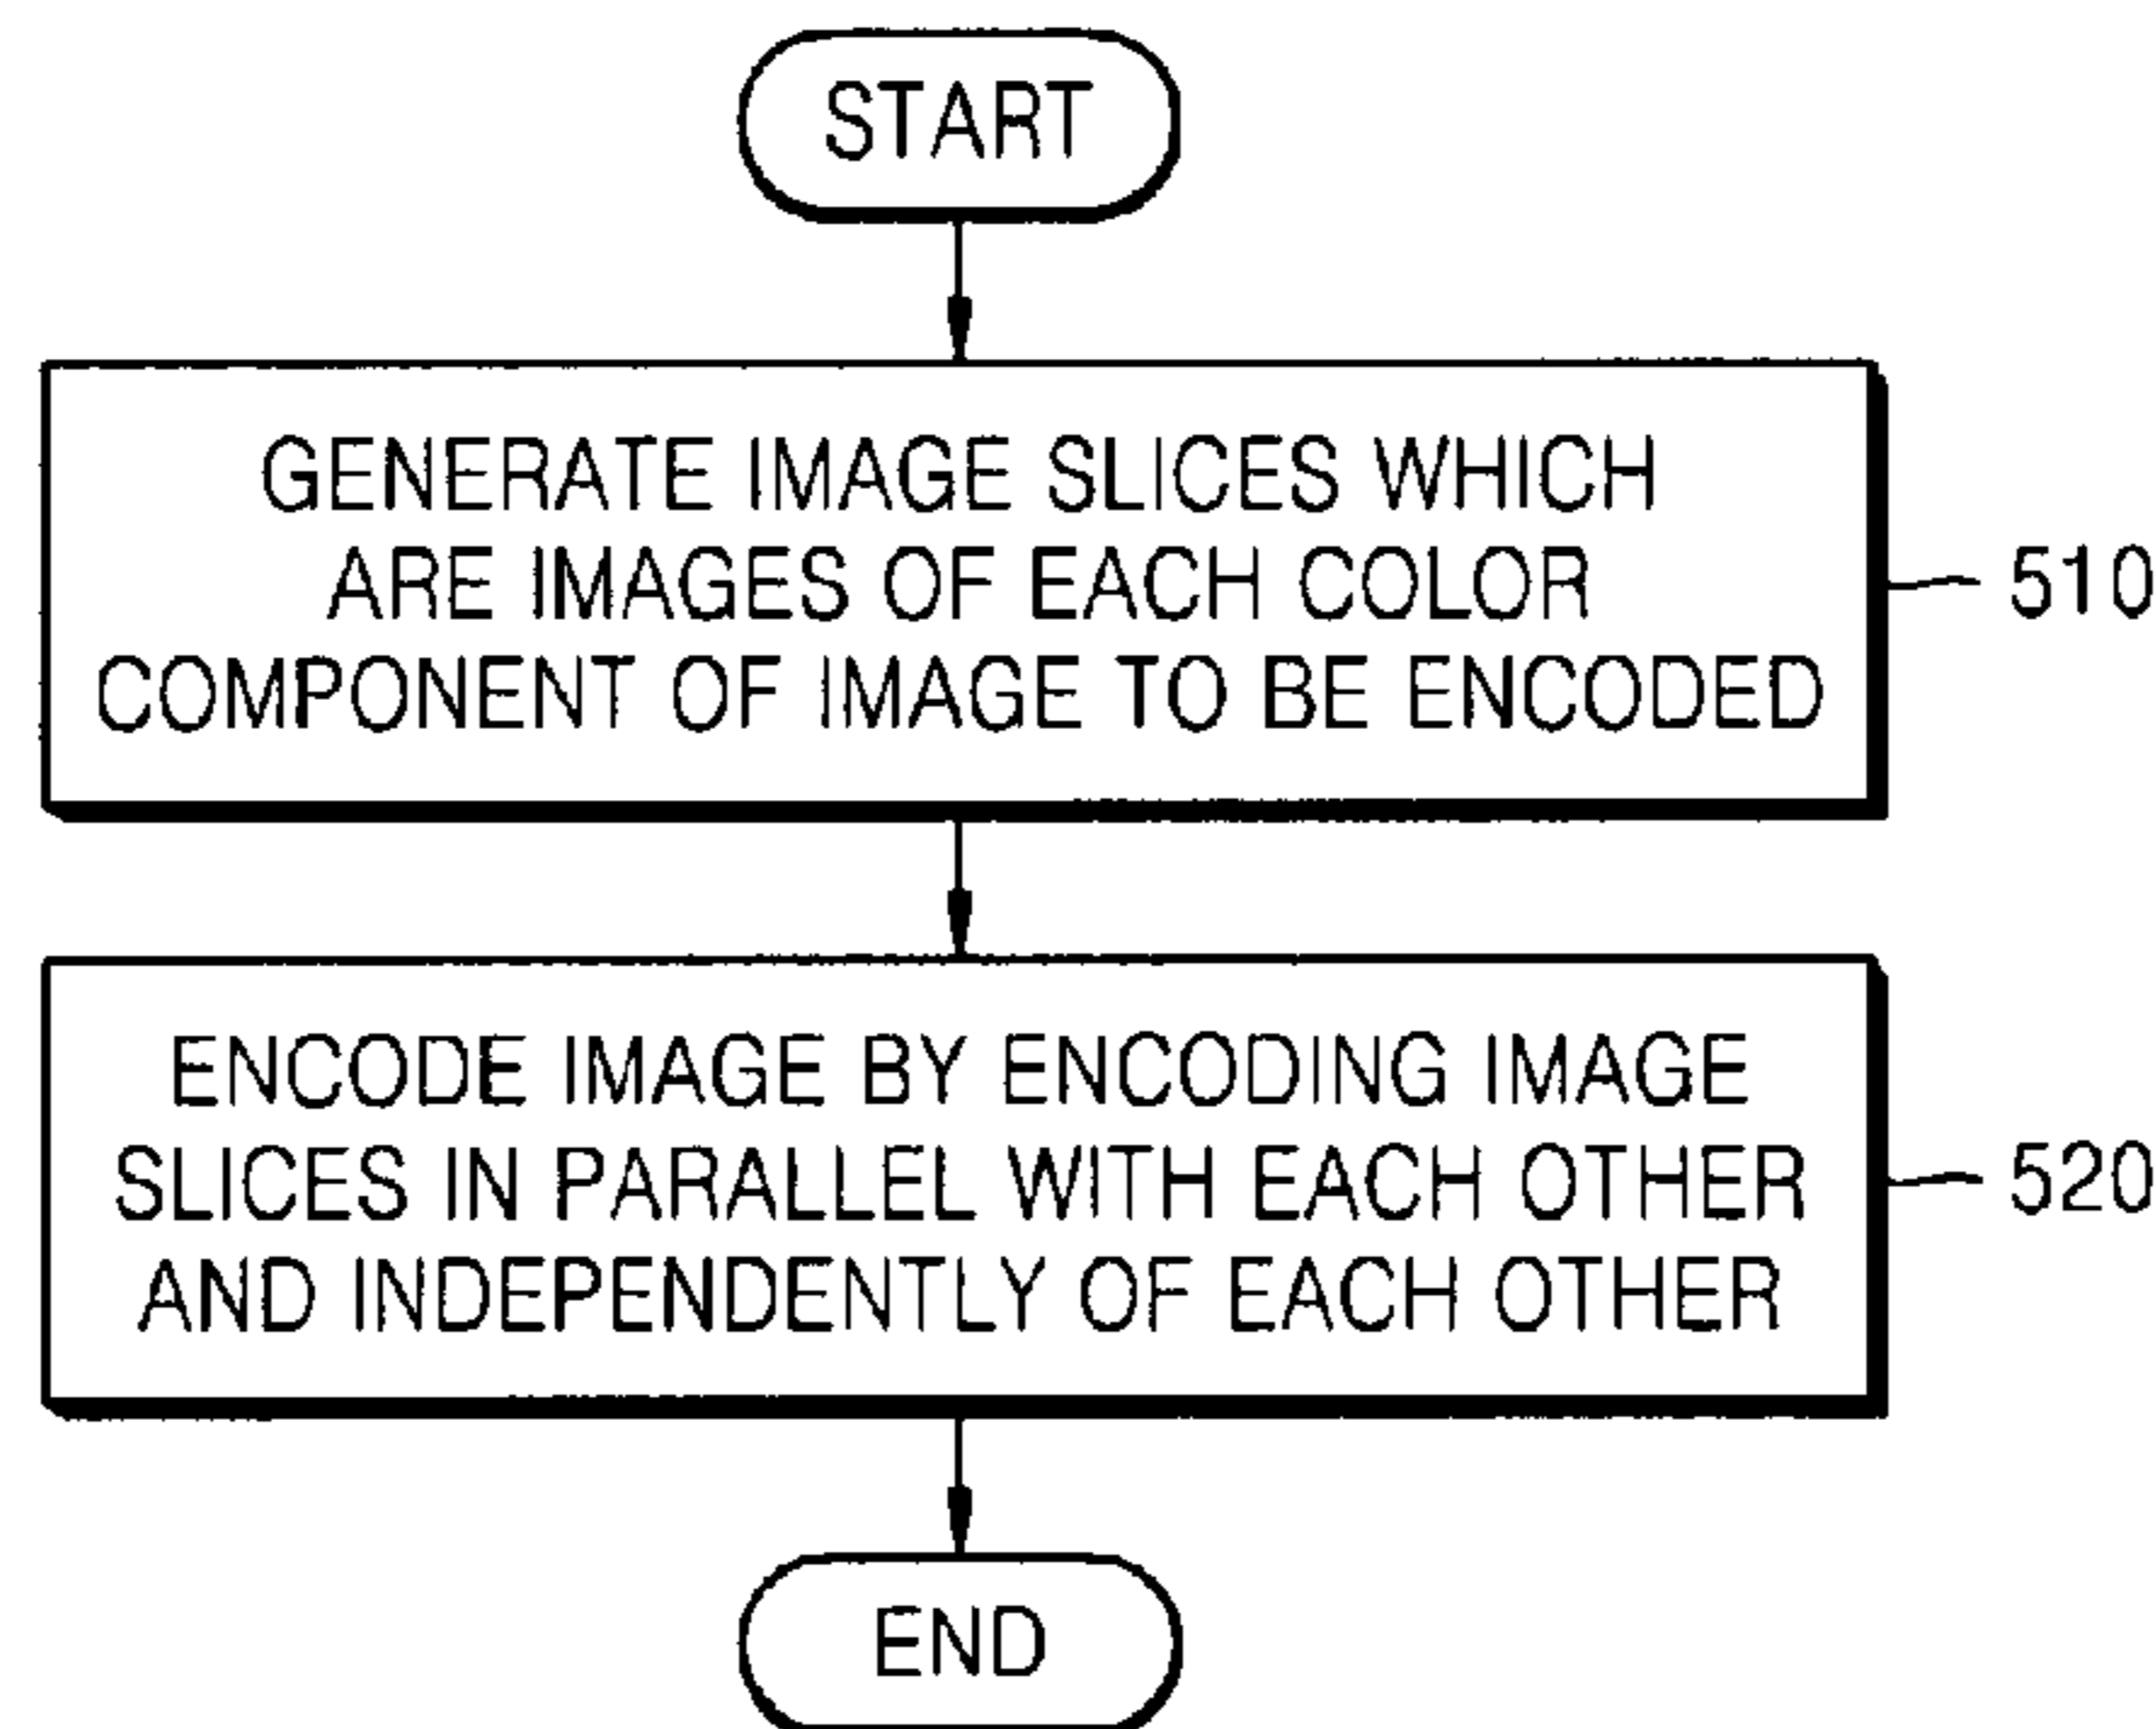 START
GENERATE IMAGE SLICES WHICH
ARE IMAGES OF EACH COLOR
COMPONENT OF IMAGE TO BE ENCODED
510
ENCODE IMAGE BY ENCODING IMAGE
SLICES IN PARALLEL WITH EACH OTHER
AND INDEPENDENTLY OF EACH OTHER
520
END